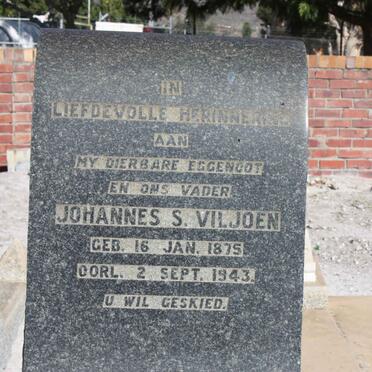 IN
LIEFDEVOLLE HERINNERING
AAN
MY DIERBARE EGGENOOT
EN ONS VADER
JOHANNES S. VILJOEN
GEB. 16 JAN. 1875.
OORL. 2 SEPT. 1943.
U WIL GESKIED.